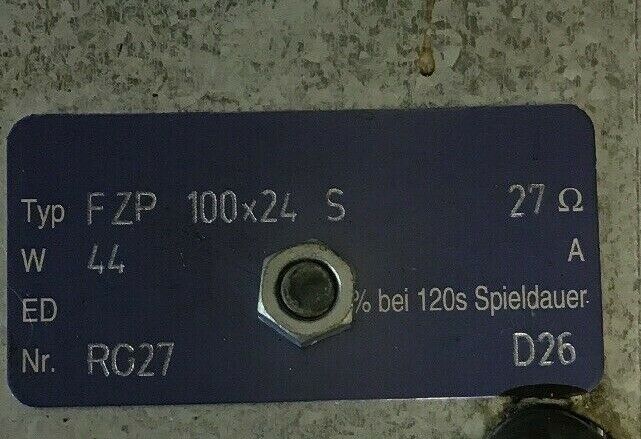 Typ FZP 100x24 S 27 Ω
W 44 A
ED % bei 120s Spieldauer
Nr. RG27 D26